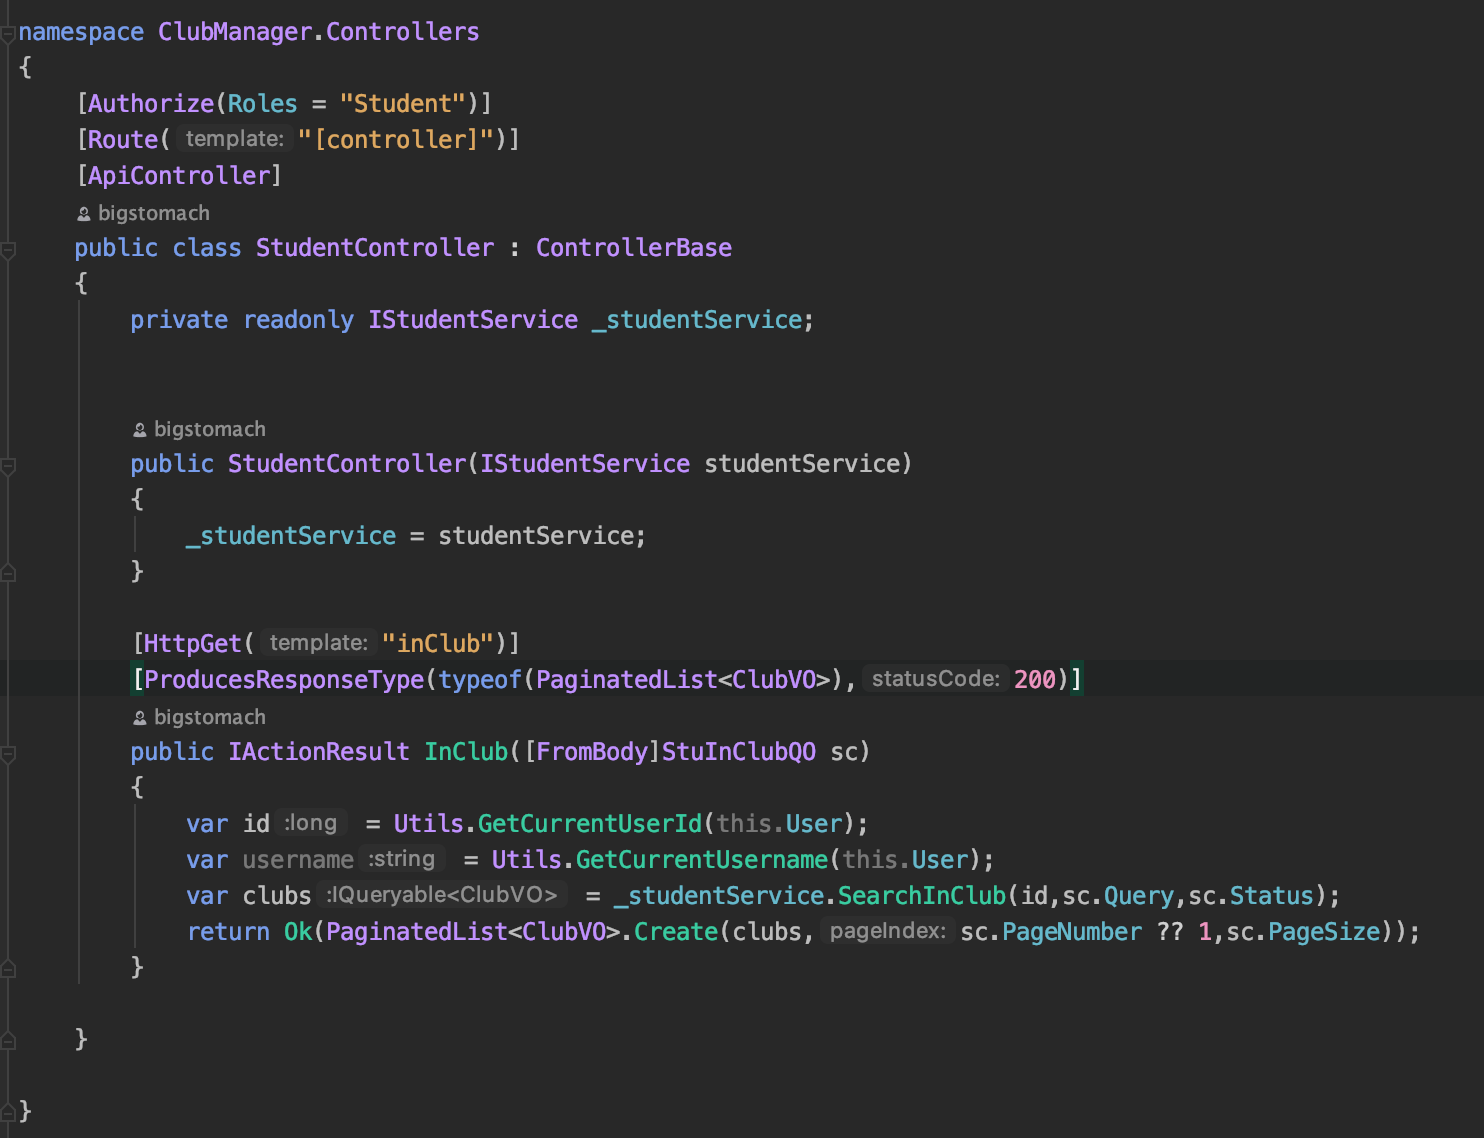 namespace ClubManager.Controllers
{
[Authorize(Roles = "Student")]
[Route( template: "[controller]")]
[ApiController]
bigstomach
public class StudentController : ControllerBase
{
private readonly IStudentService _studentService;
bigstomach
public StudentController(IStudentService studentService)
{
_studentService = studentService;
}
[HttpGet( template: "inClub")]
[ProducesResponseType(typeof(PaginatedList<ClubVO>), statusCode: 200)]
bigstomach
public IActionResult InClub([FromBody]StuInClubQO sc)
{
var id :long = Utils.GetCurrentUserId(this.User);
var username :string = Utils.GetCurrentUsername(this.User);
var clubs :IQueryable<ClubVO> = _studentService.SearchInClub(id,sc.Query,sc.Status);
return Ok(PaginatedList<ClubVO>.Create(clubs, pageIndex: sc.PageNumber ?? 1,sc.PageSize));
}
}
}